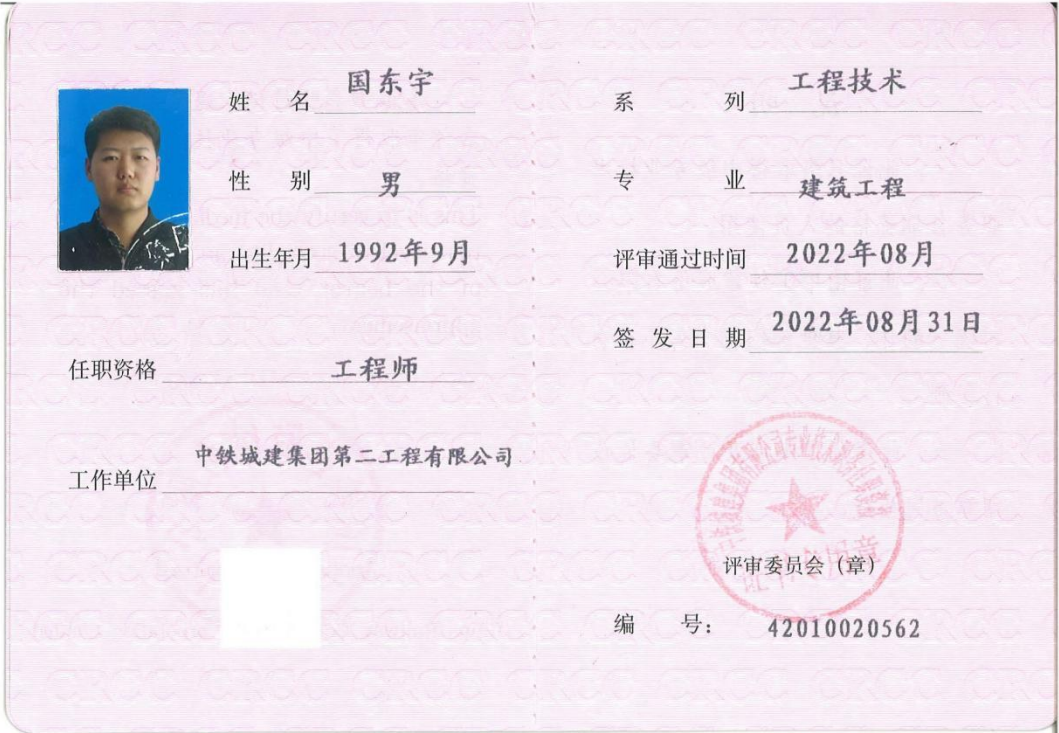 姓 名 国东宇
性 别 男
出生年月 1992年9月
任职资格 工程师
工作单位 中铁城建集团第二工程有限公司
系 列 工程技术
专 业 建筑工程
评审通过时间 2022年08月
签发日期 2022年08月31日
评审委员会（章）
编 号： 42010020562